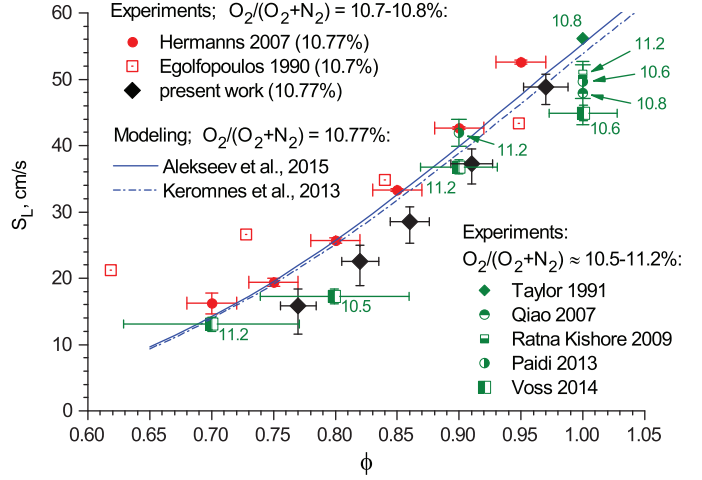 Experiments; O₂/(O₂+N₂) = 10.7-10.8%:
Hermanns 2007 (10.77%)
Egolfopoulos 1990 (10.7%)
present work (10.77%)
Modeling; O₂/(O₂+N₂) = 10.77%:
Alekseev et al., 2015
Keromnes et al., 2013
10.8
11.2
10.6
10.8
10.6
11.2
11.2
10.5
11.2
Experiments:
O₂/(O₂+N₂) ≈ 10.5-11.2%:
Taylor 1991
Qiao 2007
Ratna Kishore 2009
Paidi 2013
Voss 2014
S_L, cm/s
60
50
40
30
20
10
0
0.60 0.65 0.70 0.75 0.80 0.85 0.90 0.95 1.00 1.05
ϕ